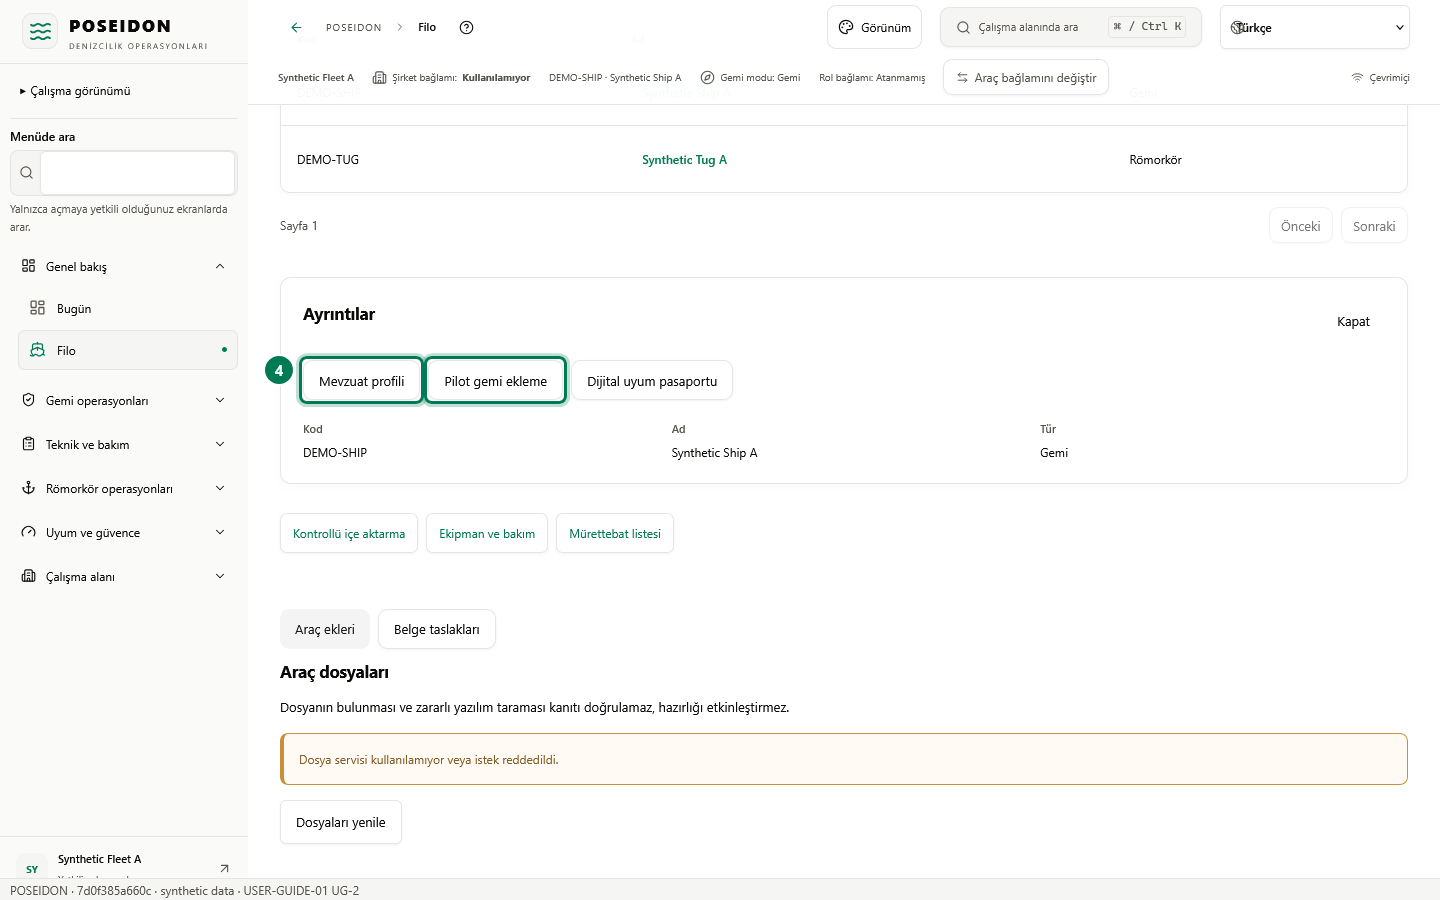 POSEIDON
DENİZCİLİK OPERASYONLARI
POSEIDON
Filo
Görünüm
Çalışma alanında ara
⌘ / Ctrl K
Türkçe
Synthetic Fleet A
Şirket bağlamı: Kullanılamıyor
DEMO-SHIP · Synthetic Ship A
Gemi modu: Gemi
Rol bağlamı: Atanmamış
Araç bağlamını değiştir
Çevrimiçi
Çalışma görünümü
Menüde ara
Yalnızca açmaya yetkili olduğunuz ekranlarda
arar.
Genel bakış
Bugün
Filo
Gemi operasyonları
Teknik ve bakım
Römorkör operasyonları
Uyum ve güvence
Çalışma alanı
SY
Synthetic Fleet A
DEMO-TUG
Synthetic Tug A
Römorkör
Sayfa 1
Önceki
Sonraki
Ayrıntılar
Kapat
4
Mevzuat profili
Pilot gemi ekleme
Dijital uyum pasaportu
Kod
Ad
Tür
DEMO-SHIP
Synthetic Ship A
Gemi
Kontrollü içe aktarma
Ekipman ve bakım
Mürettebat listesi
Araç ekleri
Belge taslakları
Araç dosyaları
Dosyanın bulunması ve zararlı yazılım taraması kanıtı doğrulamaz, hazırlığı etkinleştirmez.
Dosya servisi kullanılamıyor veya istek reddedildi.
Dosyaları yenile
POSEIDON · 7d0f385a660c · synthetic data · USER-GUIDE-01 UG-2